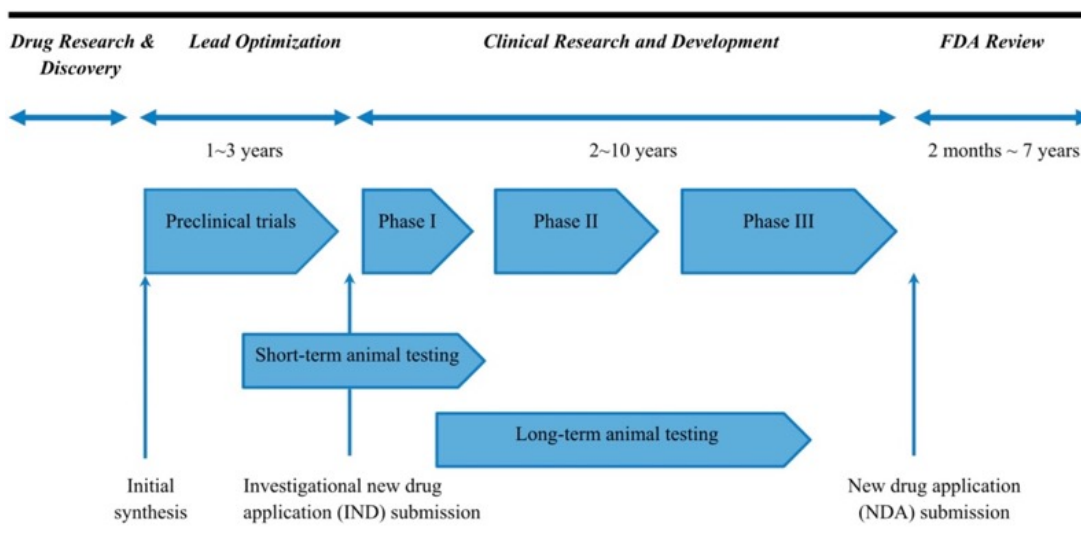 Drug Research &
Discovery
Lead Optimization
Clinical Research and Development
FDA Review
1~3 years
2~10 years
2 months ~ 7 years
Preclinical trials
Phase I
Phase II
Phase III
Short-term animal testing
Long-term animal testing
Initial
synthesis
Investigational new drug
application (IND) submission
New drug application
(NDA) submission